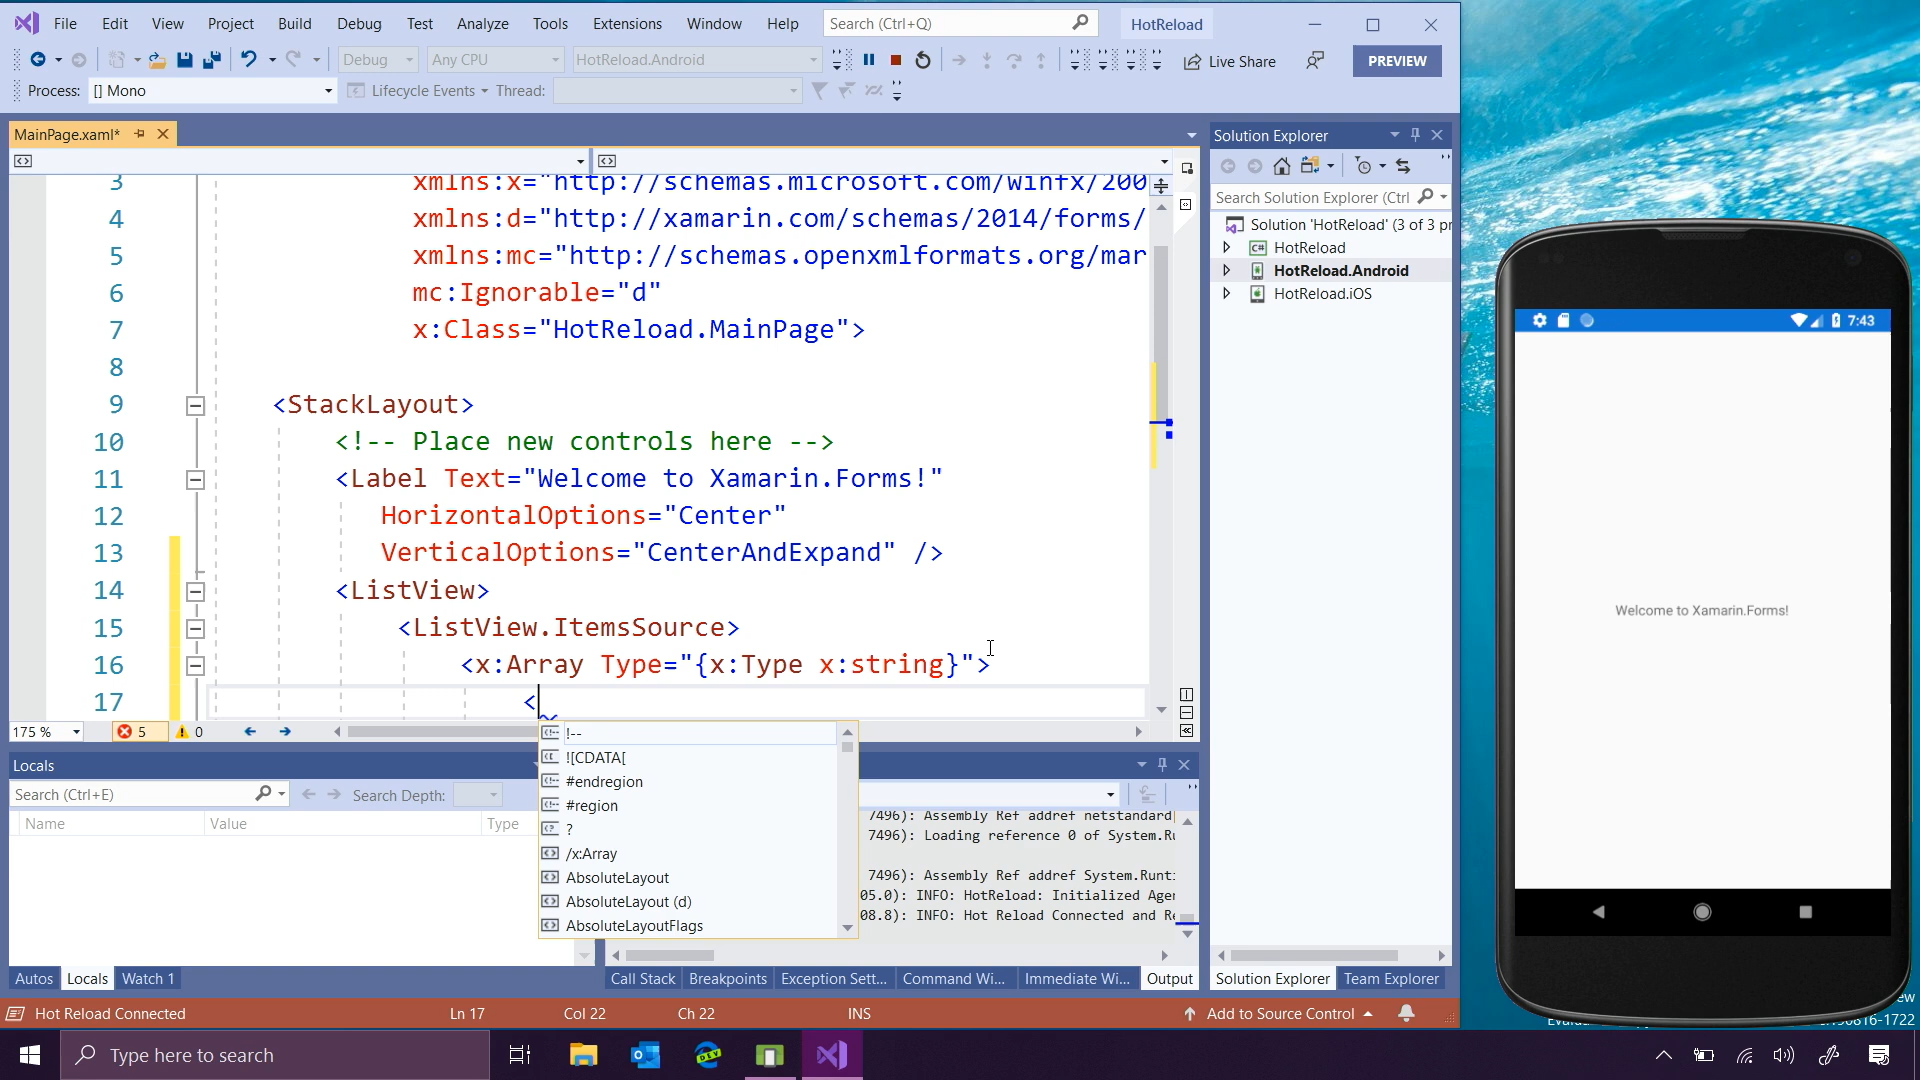 File Edit View Project Build Debug Test Analyze Tools Extensions Window Help Search (Ctrl+Q) HotReload
Debug Any CPU HotReload.Android Live Share PREVIEW
Process: [] Mono Lifecycle Events Thread:
MainPage.xaml*
3 xmlns:x="http://schemas.microsoft.com/winfx/200
4 xmlns:d="http://xamarin.com/schemas/2014/forms/
5 xmlns:mc="http://schemas.openxmlformats.org/mar
6 mc:Ignorable="d"
7 x:Class="HotReload.MainPage">
8
9 <StackLayout>
10 <!-- Place new controls here -->
11 <Label Text="Welcome to Xamarin.Forms!"
12 HorizontalOptions="Center"
13 VerticalOptions="CenterAndExpand" />
14 <ListView>
15 <ListView.ItemsSource>
16 <x:Array Type="{x:Type x:string}">
17 <
175 % 5 0
!--
![CDATA[
#endregion
#region
?
/x:Array
AbsoluteLayout
AbsoluteLayout (d)
AbsoluteLayoutFlags
Locals
Search (Ctrl+E) Search Depth:
Name Value Type
7496): Assembly Ref addref netstandard
7496): Loading reference 0 of System.Ru
7496): Assembly Ref addref System.Runti
05.0): INFO: HotReload: Initialized Agen
08.8): INFO: Hot Reload Connected and Re
Autos Locals Watch 1
Call Stack Breakpoints Exception Sett... Command Wi... Immediate Wi... Output
Solution Explorer
Search Solution Explorer (Ctrl
Solution 'HotReload' (3 of 3 pr
C# HotReload
HotReload.Android
HotReload.iOS
Solution Explorer Team Explorer
Hot Reload Connected Ln 17 Col 22 Ch 22 INS Add to Source Control
7:43
Welcome to Xamarin.Forms!
Type here to search
DEV